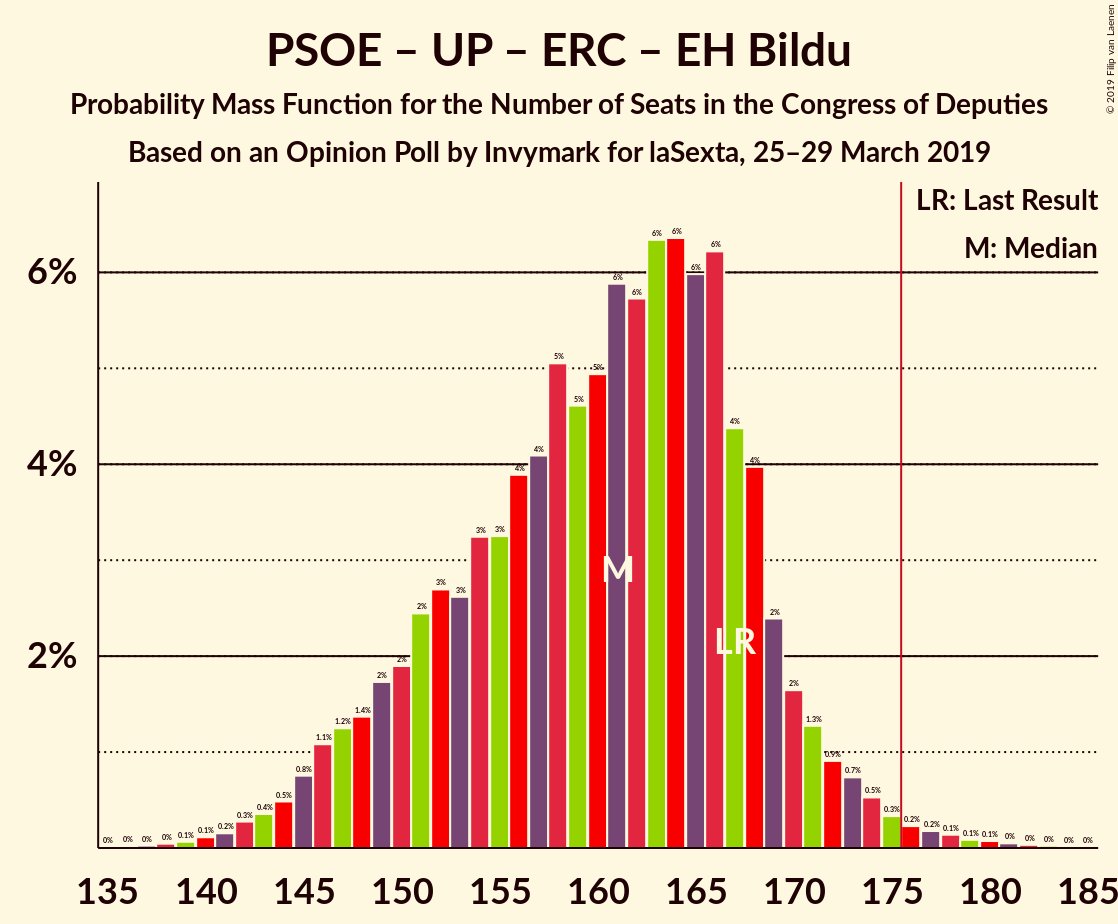 PSOE – UP – ERC – EH Bildu
Probability Mass Function for the Number of Seats in the Congress of Deputies
Based on an Opinion Poll by Invymark for laSexta, 25–29 March 2019
© 2019 Filip van Laenen
LR: Last Result
M: Median
6%
4%
2%
0% 0% 0% 0% 0.1% 0.1% 0.2% 0.3% 0.4% 0.5% 0.8% 1.1% 1.2% 1.4% 2% 2% 2% 3% 3% 3% 3% 4% 4% 5% 5% 5% 6% 6% 6% 6% 6% 6% 4% 4% 2% 2% 1.3% 0.9% 0.7% 0.5% 0.3% 0.2% 0.2% 0.1% 0.1% 0.1% 0% 0% 0% 0% 0%
M
LR
135 140 145 150 155 160 165 170 175 180 185